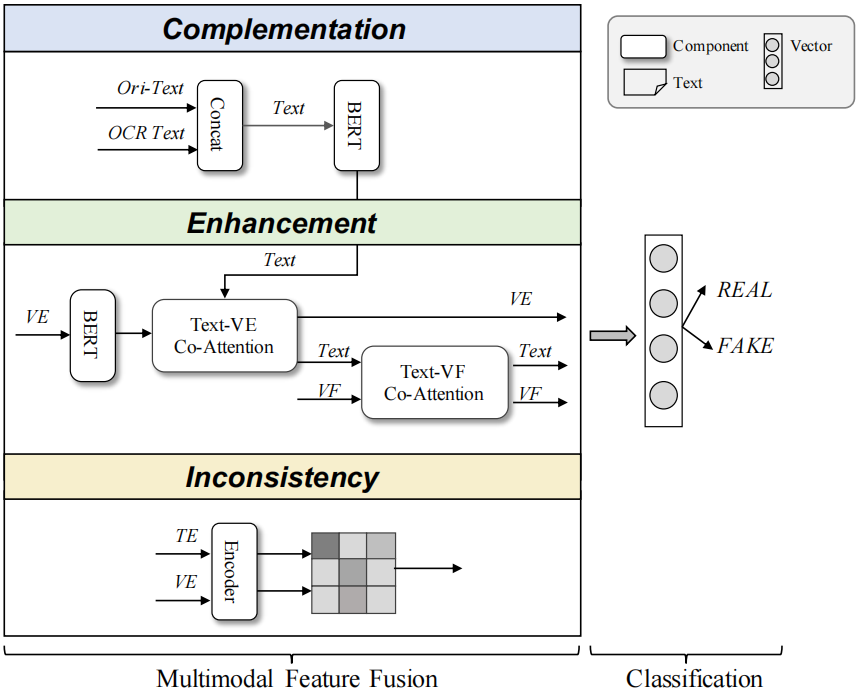 Complementation
Component
Vector
Text
Ori-Text
OCR Text
Concat
Text
BERT
Enhancement
Text
VE
BERT
Text-VE
Co-Attention
VE
Text
VF
Text-VF
Co-Attention
Text
VF
REAL
FAKE
Inconsistency
TE
VE
Encoder
Multimodal Feature Fusion
Classification